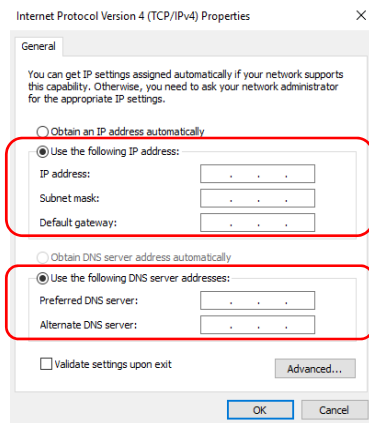 Internet Protocol Version 4 (TCP/IPv4) Properties
General
You can get IP settings assigned automatically if your network supports
this capability. Otherwise, you need to ask your network administrator
for the appropriate IP settings.
Obtain an IP address automatically
Use the following IP address:
IP address:
Subnet mask:
Default gateway:
Obtain DNS server address automatically
Use the following DNS server addresses:
Preferred DNS server:
Alternate DNS server:
Validate settings upon exit
Advanced...
OK Cancel